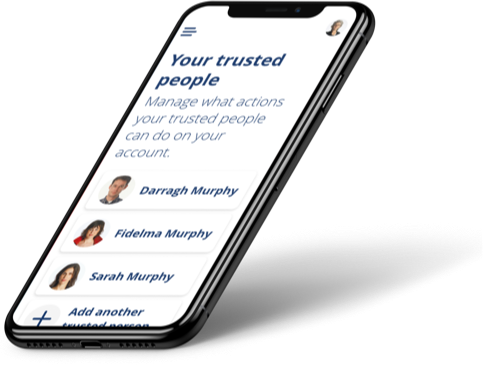 Your trusted
people
Manage what actions
your trusted people
can do on your
account.
Darragh Murphy
Fidelma Murphy
Sarah Murphy
Add another
trusted person